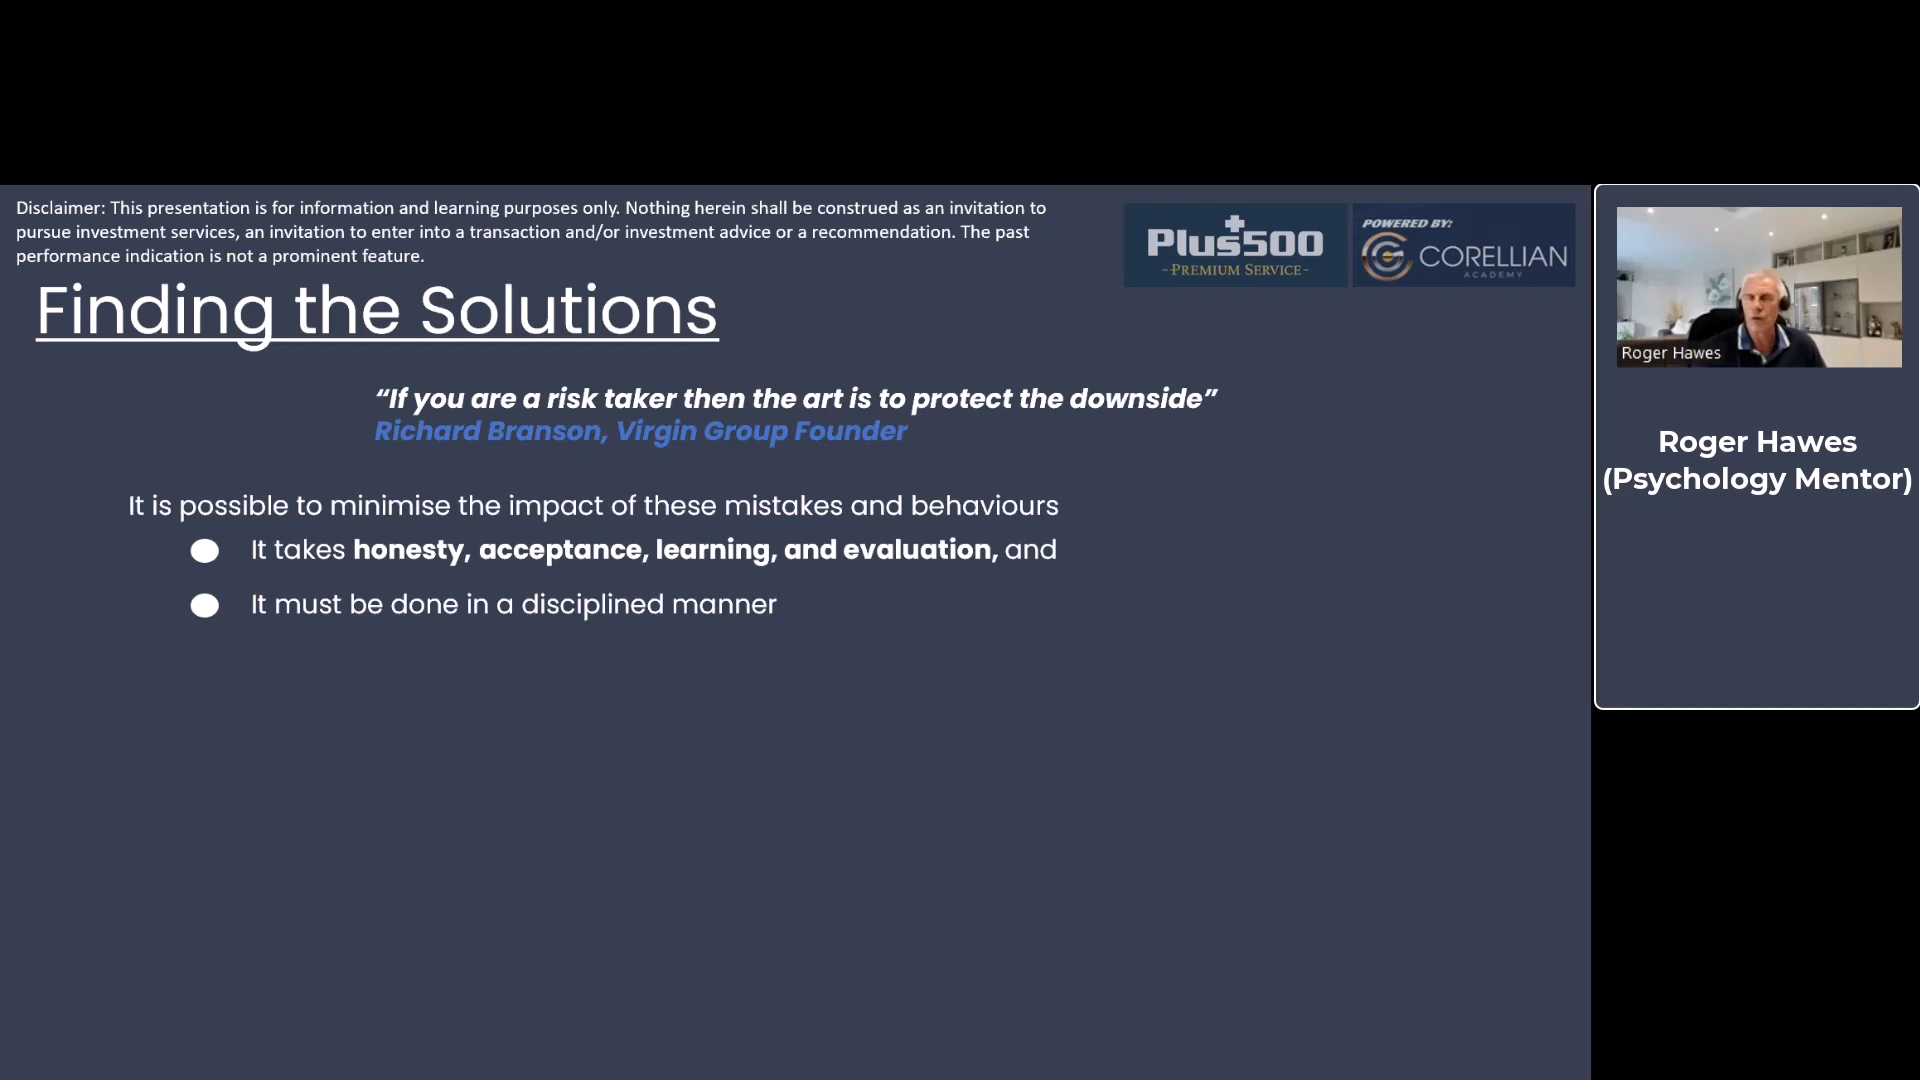 Disclaimer: This presentation is for information and learning purposes only. Nothing herein shall be construed as an invitation to
pursue investment services, an invitation to enter into a transaction and/or investment advice or a recommendation. The past
performance indication is not a prominent feature.
Plus500
-PREMIUM SERVICE-
POWERED BY:
CORELLIAN
ACADEMY
Finding the Solutions
“If you are a risk taker then the art is to protect the downside”
Richard Branson, Virgin Group Founder
It is possible to minimise the impact of these mistakes and behaviours
It takes honesty, acceptance, learning, and evaluation, and
It must be done in a disciplined manner
Roger Hawes
Roger Hawes
(Psychology Mentor)